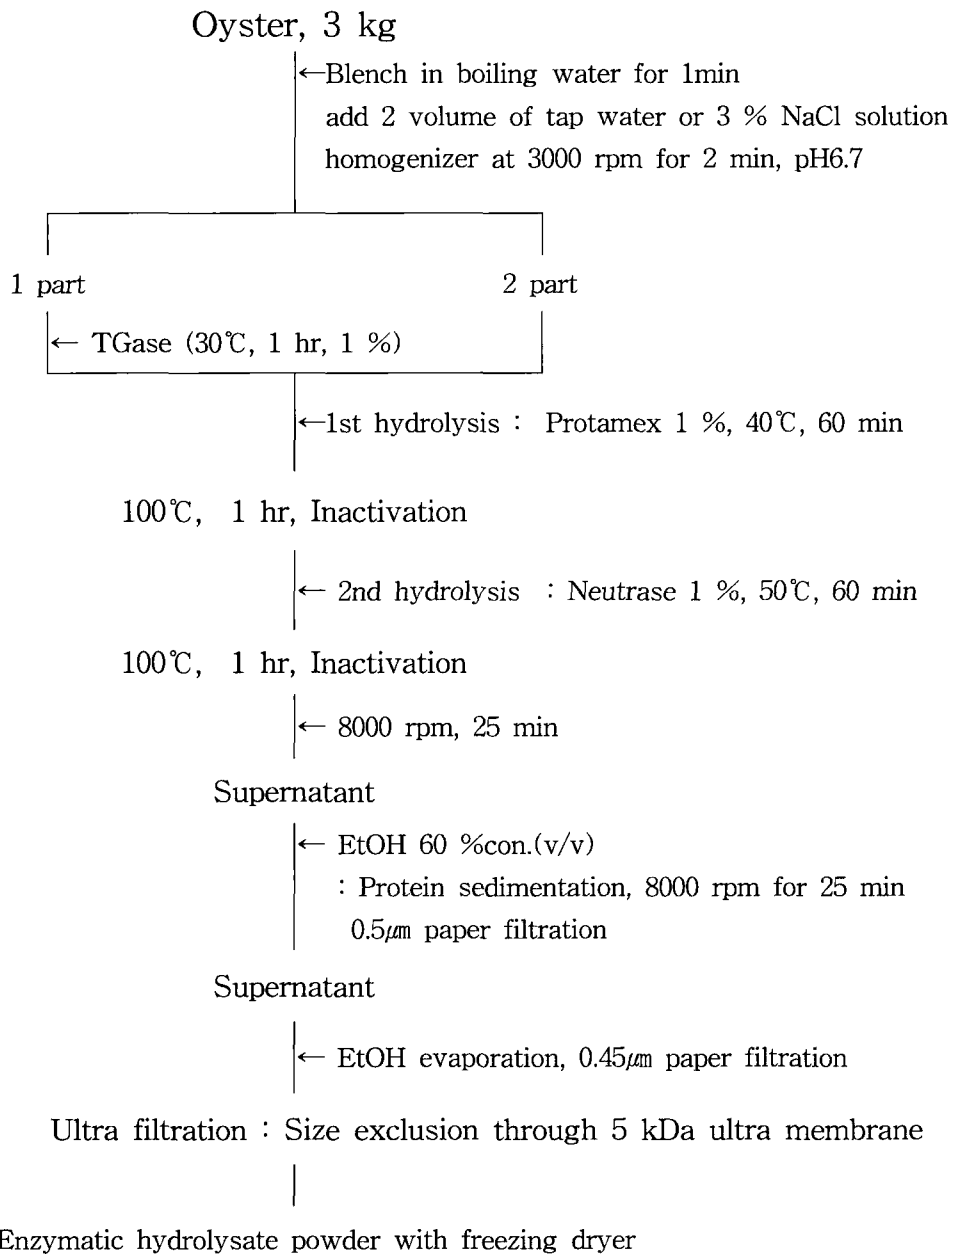 Oyster, 3 kg
←Blench in boiling water for 1min
add 2 volume of tap water or 3 % NaCl solution
homogenizer at 3000 rpm for 2 min, pH6.7
1 part
2 part
← TGase (30℃, 1 hr, 1 %)
←1st hydrolysis : Protamex 1 %, 40℃, 60 min
100℃, 1 hr, Inactivation
← 2nd hydrolysis : Neutrase 1 %, 50℃, 60 min
100℃, 1 hr, Inactivation
← 8000 rpm, 25 min
Supernatant
← EtOH 60 %con.(v/v)
: Protein sedimentation, 8000 rpm for 25 min
0.5㎛ paper filtration
Supernatant
← EtOH evaporation, 0.45㎛ paper filtration
Ultra filtration : Size exclusion through 5 kDa ultra membrane
Enzymatic hydrolysate powder with freezing dryer